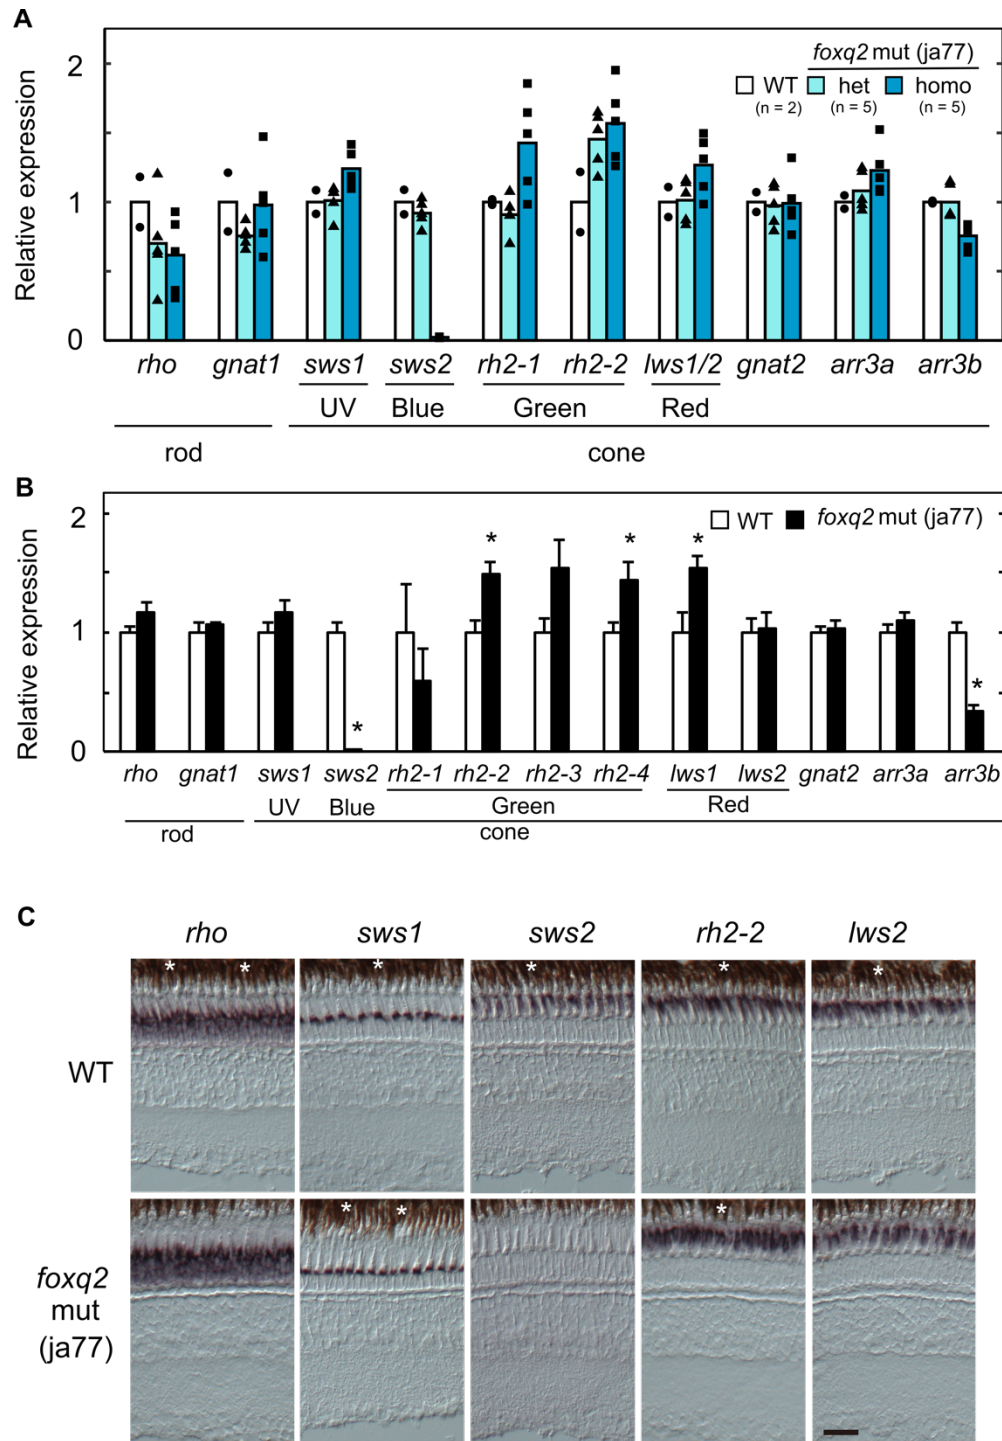 A
foxq2 mut (ja77)
WT het homo
(n = 2) (n = 5) (n = 5)
Relative expression
2
1
0
rho gnat1 sws1 sws2 rh2-1 rh2-2 lws1/2 gnat2 arr3a arr3b
UV Blue Green Red
rod cone
B
WT foxq2 mut (ja77)
Relative expression
2
1
0
* * * * *
rho gnat1 sws1 sws2 rh2-1 rh2-2 rh2-3 rh2-4 lws1 lws2 gnat2 arr3a arr3b
UV Blue Green Red
rod cone
C
rho sws1 sws2 rh2-2 lws2
* * * * * *
WT
* * *
foxq2
mut
(ja77)